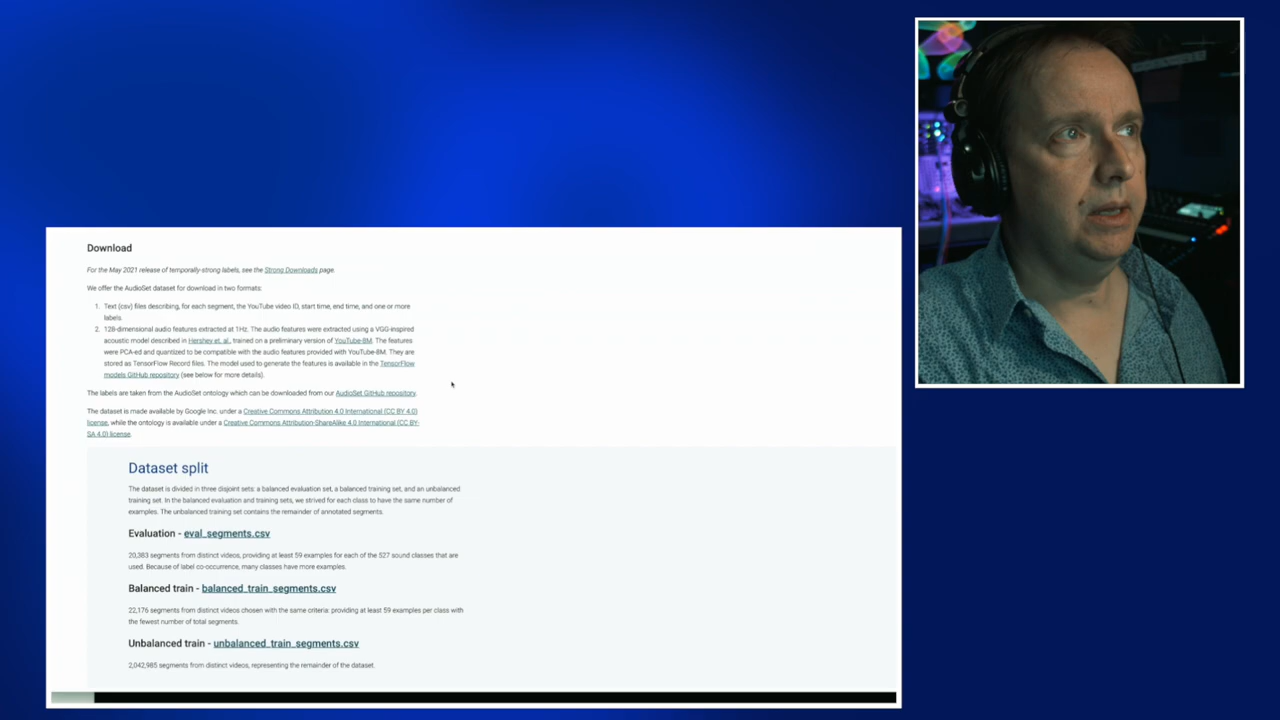 Download
For the May 2021 release of temporally-strong labels, see the Strong Downloads page.
We offer the AudioSet dataset for download in two formats:
1. Text (csv) files describing, for each segment, the YouTube video ID, start time, end time, and one or more
labels.
2. 128-dimensional audio features extracted at 1Hz. The audio features were extracted using a VGG-inspired
acoustic model described in Hershey et. al., trained on a preliminary version of YouTube-8M. The features
were PCA-ed and quantized to be compatible with the audio features provided with YouTube-8M. They are
stored as TensorFlow Record files. The model used to generate the features is available in the TensorFlow
models GitHub repository (see below for more details).
The labels are taken from the AudioSet ontology which can be downloaded from our AudioSet GitHub repository.
The dataset is made available by Google Inc. under a Creative Commons Attribution 4.0 International (CC BY 4.0)
license, while the ontology is available under a Creative Commons Attribution-ShareAlike 4.0 International (CC BY-
SA 4.0) license.
Dataset split
The dataset is divided in three disjoint sets: a balanced evaluation set, a balanced training set, and an unbalanced
training set. In the balanced evaluation and training sets, we strived for each class to have the same number of
examples. The unbalanced training set contains the remainder of annotated segments.
Evaluation - eval_segments.csv
20,383 segments from distinct videos, providing at least 59 examples for each of the 527 sound classes that are
used. Because of label co-occurrence, many classes have more examples.
Balanced train - balanced_train_segments.csv
22,176 segments from distinct videos chosen with the same criteria: providing at least 59 examples per class with
the fewest number of total segments.
Unbalanced train - unbalanced_train_segments.csv
2,042,985 segments from distinct videos, representing the remainder of the dataset.